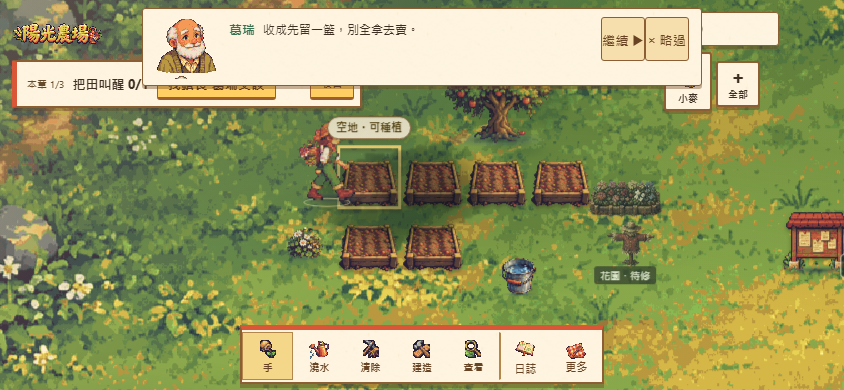 陽光農場
葛瑞 收成先留一籃，別全拿去賣。
繼續 ▶
× 略過
本章 1/3 把田叫醒 0/
小麥
+
全部
空地・可種植
花圃・待修
手
澆水
清除
建造
查看
日誌
更多